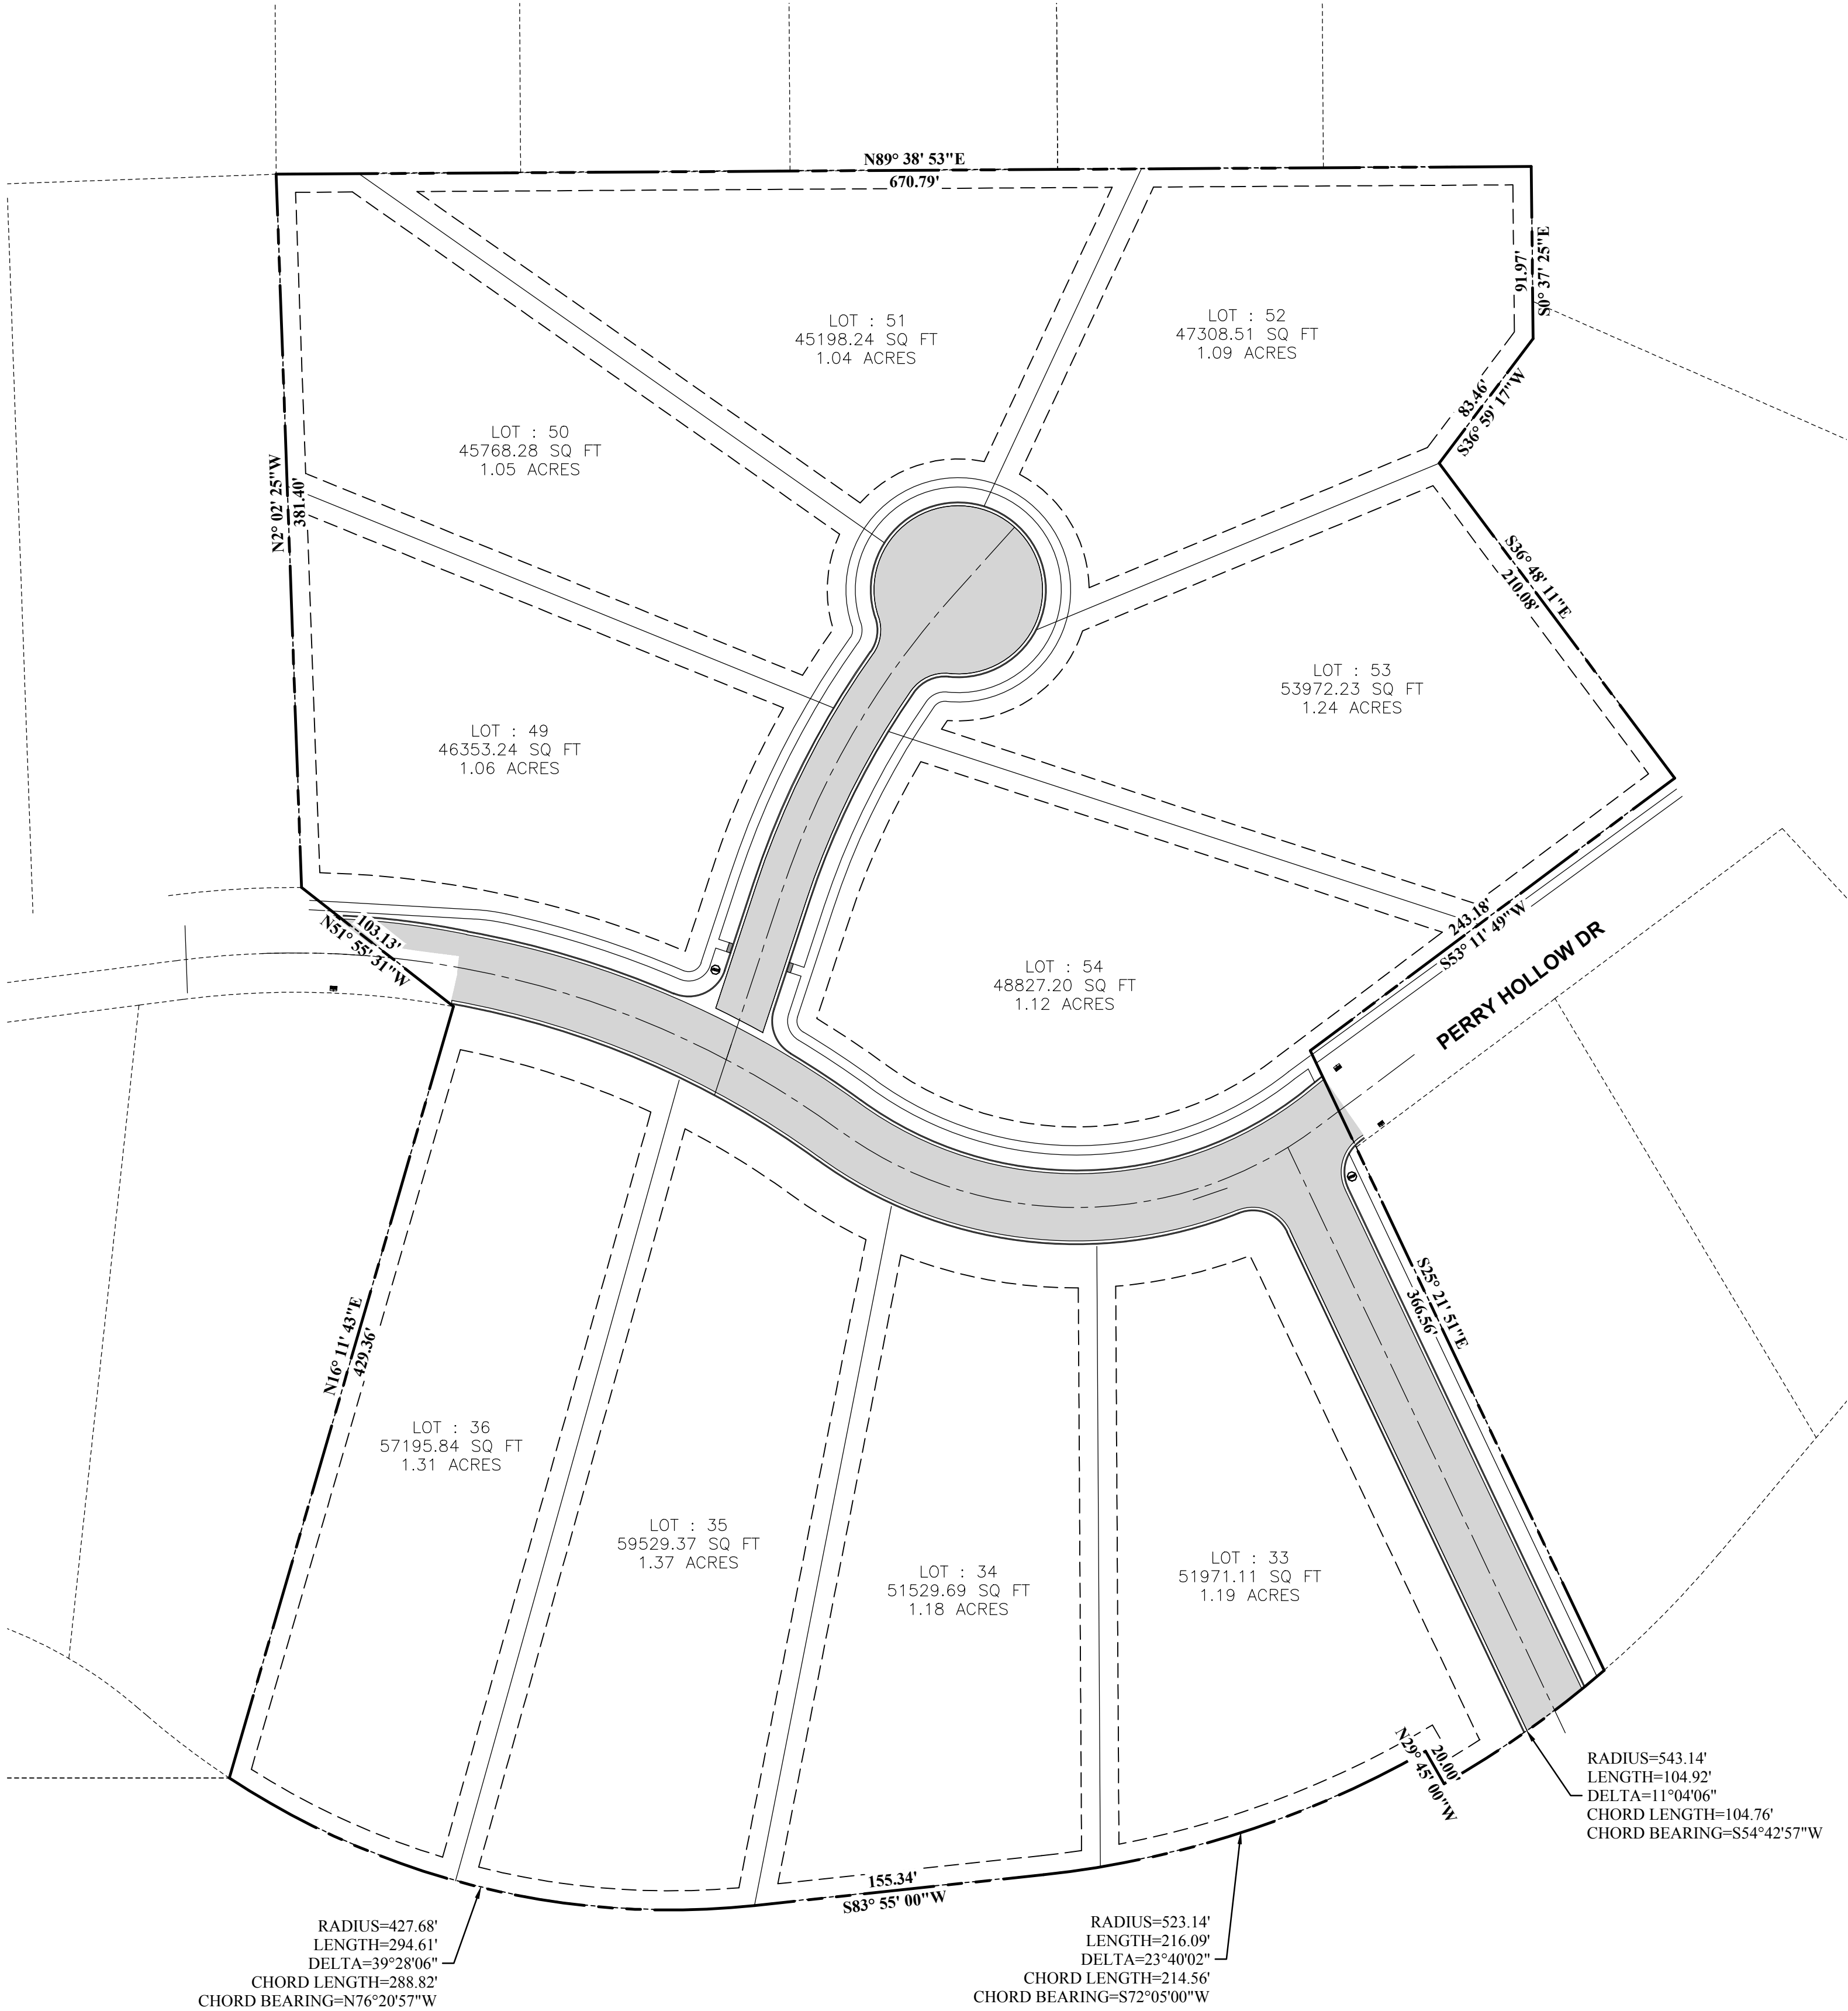 N89° 38' 53"E
670.79'
S0° 37' 25"E
91.97'
LOT : 51
45198.24 SQ FT
1.04 ACRES
LOT : 52
47308.51 SQ FT
1.09 ACRES
83.46'
S36° 59' 17"W
LOT : 50
45768.28 SQ FT
1.05 ACRES
N2° 02' 25"W
381.40'
S36° 48' 11"E
210.08'
LOT : 53
53972.23 SQ FT
1.24 ACRES
LOT : 49
46353.24 SQ FT
1.06 ACRES
103.13'
N51° 55' 31"W
243.18'
S53° 11' 49"W
PERRY HOLLOW DR
LOT : 54
48827.20 SQ FT
1.12 ACRES
N16° 11' 43"E
429.36'
S25° 21' 51"E
366.56'
LOT : 36
57195.84 SQ FT
1.31 ACRES
LOT : 35
59529.37 SQ FT
1.37 ACRES
LOT : 34
51529.69 SQ FT
1.18 ACRES
LOT : 33
51971.11 SQ FT
1.19 ACRES
20.00'
N29° 45' 00"W
RADIUS=543.14'
LENGTH=104.92'
DELTA=11°04'06"
CHORD LENGTH=104.76'
CHORD BEARING=S54°42'57"W
155.34'
S83° 55' 00"W
RADIUS=427.68'
LENGTH=294.61'
DELTA=39°28'06"
CHORD LENGTH=288.82'
CHORD BEARING=N76°20'57"W
RADIUS=523.14'
LENGTH=216.09'
DELTA=23°40'02"
CHORD LENGTH=214.56'
CHORD BEARING=S72°05'00"W